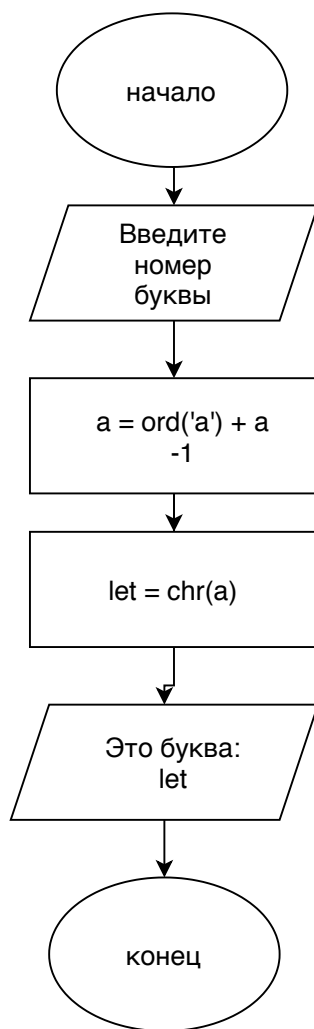 начало
Введите
номер
буквы
a = ord('a') + a
-1
let = chr(a)
Это буква:
let
конец